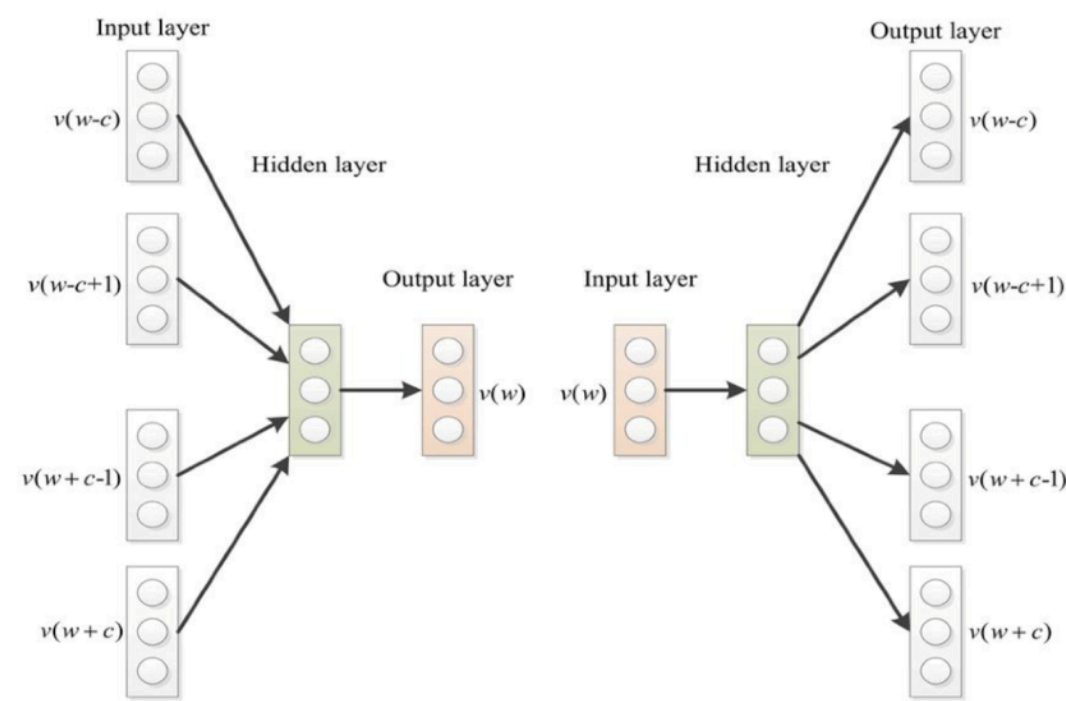 Input layer
v(w-c)
Hidden layer
v(w-c+1)
Output layer
v(w)
v(w+c-1)
v(w+c)
Output layer
v(w-c)
Hidden layer
v(w-c+1)
Input layer
v(w)
v(w+c-1)
v(w+c)